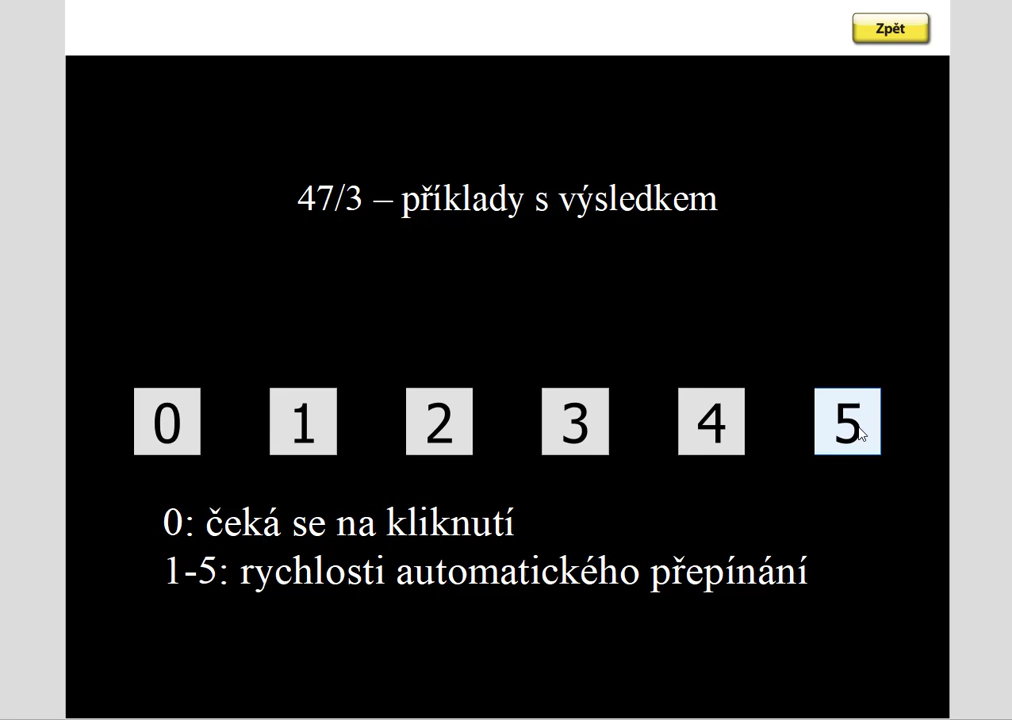 Zpět
47/3 – příklady s výsledkem
0 1 2 3 4 5
0: čeká se na kliknutí
1-5: rychlosti automatického přepínání